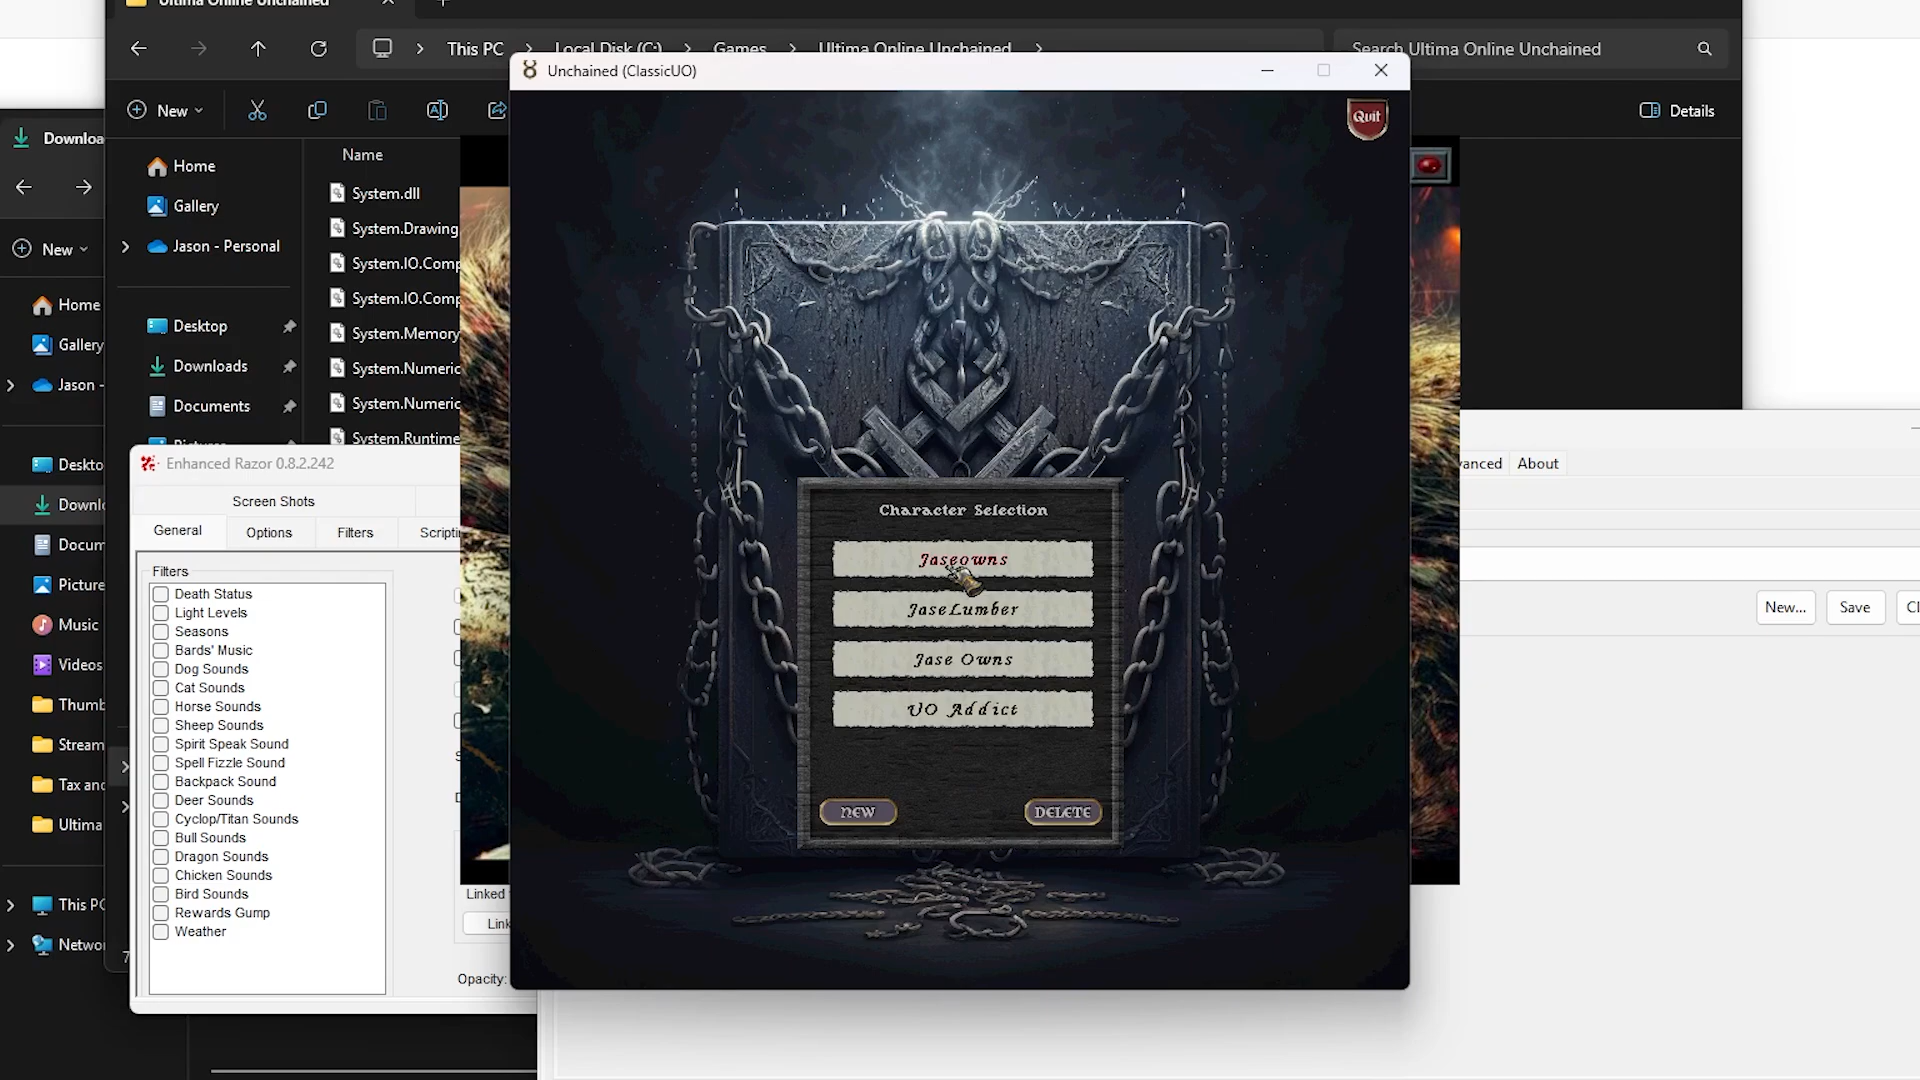 Ultima Online Unchained
This PC
Local Disk (C:)
Games
Ultima Online Unchained
Search Ultima Online Unchained
Unchained (ClassicUO)
Quit
New
Details
Downloa
Home
Gallery
Jason - Personal
Desktop
Downloads
Documents
Name
System.dll
System.Drawing
System.IO.Comp
System.IO.Comp
System.Memory
System.Numeric
System.Numeric
System.Runtime
New
Home
Gallery
Jason -
Deskto
Downlo
Docum
Picture
Music
Videos
Thumb
Stream
Tax and
Ultima
This PC
Netwo
Enhanced Razor 0.8.2.242
Screen Shots
General
Options
Filters
Scripti
Filters
Death Status
Light Levels
Seasons
Bards' Music
Dog Sounds
Cat Sounds
Horse Sounds
Sheep Sounds
Spirit Speak Sound
Spell Fizzle Sound
Backpack Sound
Deer Sounds
Cyclop/Titan Sounds
Bull Sounds
Dragon Sounds
Chicken Sounds
Bird Sounds
Rewards Gump
Weather
Linked
Link
Opacity:
Character Selection
Jaseowns
JaseLumber
Jase Owns
UO Addict
NEW
DELETE
vanced
About
New...
Save
Cl